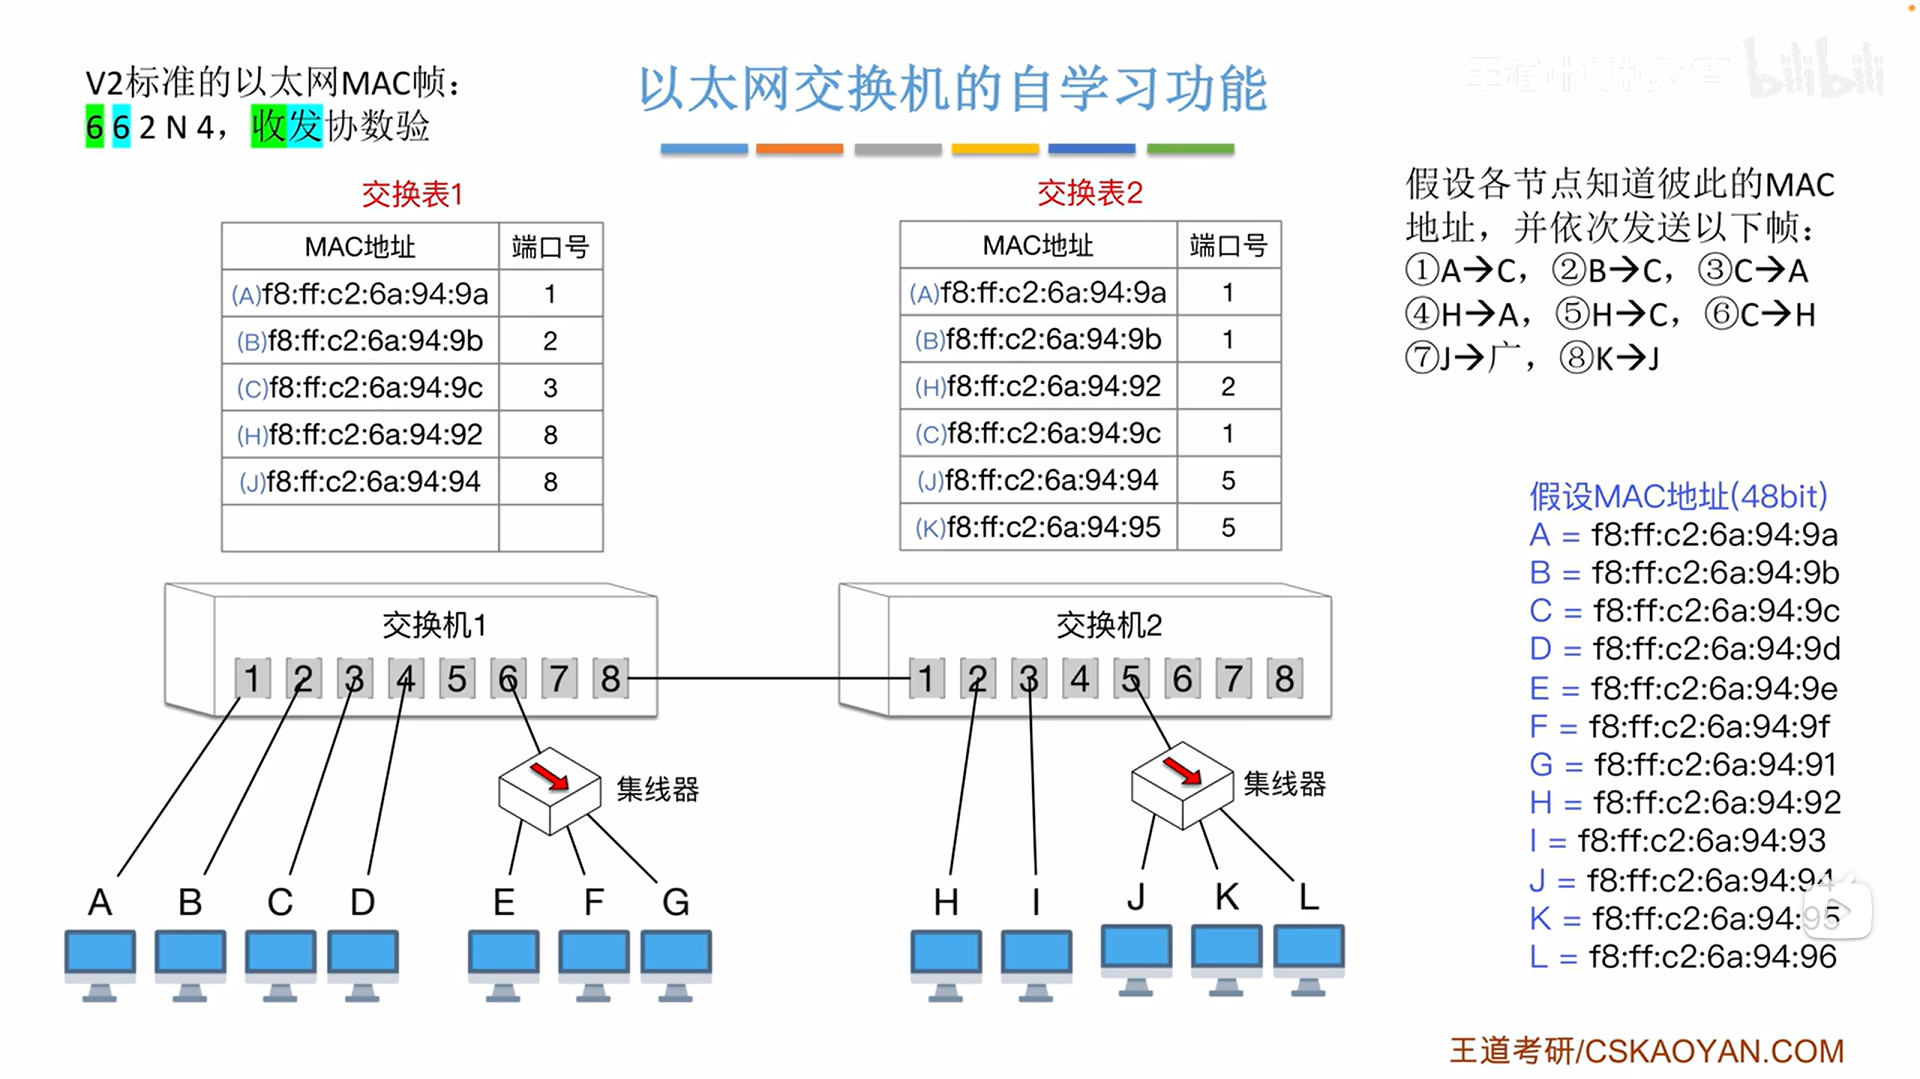 V2标准的以太网MAC帧：
6 6 2 N 4，收发协数验
以太网交换机的自学习功能
bilibili
假设各节点知道彼此的MAC
地址，并依次发送以下帧：
①A→C，②B→C，③C→A
④H→A，⑤H→C，⑥C→H
⑦J→广，⑧K→J
交换表1
MAC地址 端口号
(A)f8:ff:c2:6a:94:9a 1
(B)f8:ff:c2:6a:94:9b 2
(C)f8:ff:c2:6a:94:9c 3
(H)f8:ff:c2:6a:94:92 8
(J)f8:ff:c2:6a:94:94 8
交换表2
MAC地址 端口号
(A)f8:ff:c2:6a:94:9a 1
(B)f8:ff:c2:6a:94:9b 1
(H)f8:ff:c2:6a:94:92 2
(C)f8:ff:c2:6a:94:9c 1
(J)f8:ff:c2:6a:94:94 5
(K)f8:ff:c2:6a:94:95 5
交换机1
1 2 3 4 5 6 7 8
交换机2
1 2 3 4 5 6 7 8
集线器
集线器
A B C D E F G
H I J K L
假设MAC地址(48bit)
A = f8:ff:c2:6a:94:9a
B = f8:ff:c2:6a:94:9b
C = f8:ff:c2:6a:94:9c
D = f8:ff:c2:6a:94:9d
E = f8:ff:c2:6a:94:9e
F = f8:ff:c2:6a:94:9f
G = f8:ff:c2:6a:94:91
H = f8:ff:c2:6a:94:92
I = f8:ff:c2:6a:94:93
J = f8:ff:c2:6a:94:94
K = f8:ff:c2:6a:94:95
L = f8:ff:c2:6a:94:96
王道考研/CSKAOYAN.COM